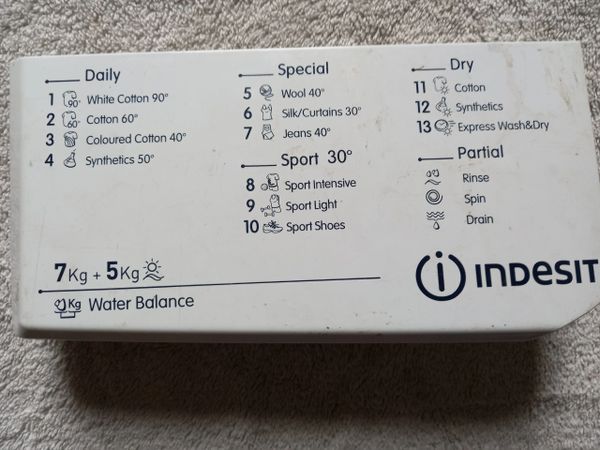 Daily
1 90° White Cotton 90°
2 60° Cotton 60°
3 Coloured Cotton 40°
4 Synthetics 50°
Special
5 Wool 40°
6 Silk/Curtains 30°
7 Jeans 40°
Sport 30°
8 Sport Intensive
9 Sport Light
10 Sport Shoes
Dry
11 Cotton
12 Synthetics
13 Express Wash&Dry
Partial
Rinse
Spin
Drain
7Kg + 5Kg
Kg Water Balance
INDESIT